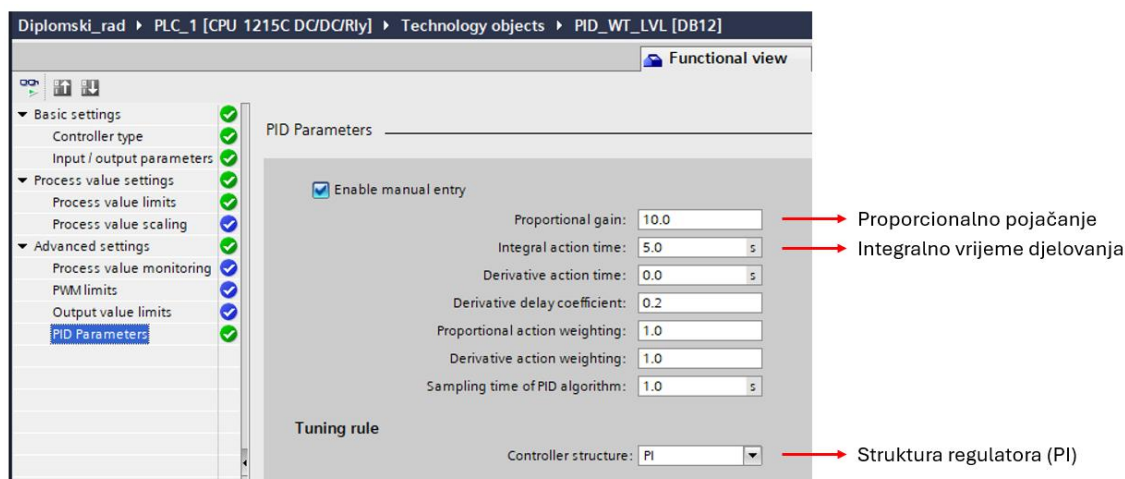 Diplomski_rad ▸ PLC_1 [CPU 1215C DC/DC/Rly] ▸ Technology objects ▸ PID_WT_LVL [DB12]
Functional view
Basic settings
Controller type
Input / output parameters
Process value settings
Process value limits
Process value scaling
Advanced settings
Process value monitoring
PWM limits
Output value limits
PID Parameters
PID Parameters
Enable manual entry
Proportional gain: 10.0 Proporcionalno pojačanje
Integral action time: 5.0 s Integralno vrijeme djelovanja
Derivative action time: 0.0 s
Derivative delay coefficient: 0.2
Proportional action weighting: 1.0
Derivative action weighting: 1.0
Sampling time of PID algorithm: 1.0 s
Tuning rule
Controller structure: PI Struktura regulatora (PI)